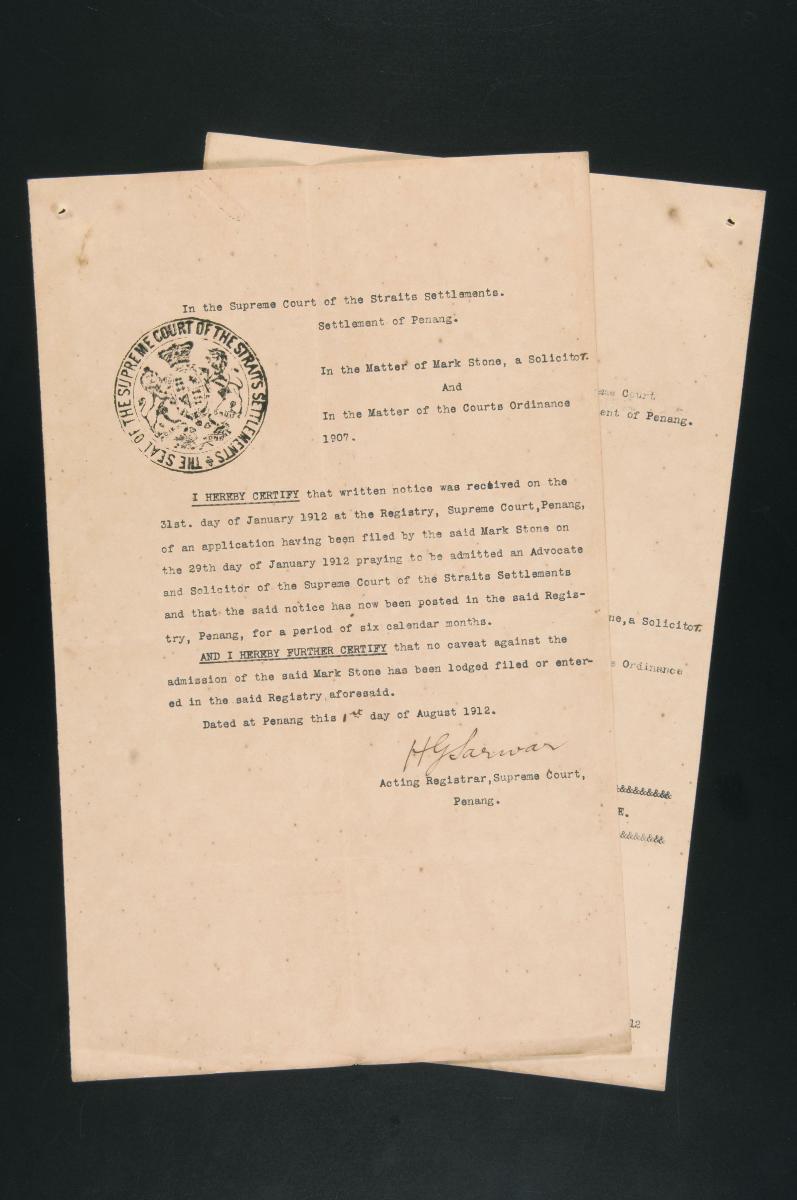 In the Supreme Court of the Straits Settlements.
Settlement of Penang.
THE SEAL OF THE SUPREME COURT OF THE STRAITS SETTLEMENTS
In the Matter of Mark Stone, a Solicitor.
And
In the Matter of the Courts Ordinance
1907.
I HEREBY CERTIFY that written notice was received on the
31st. day of January 1912 at the Registry, Supreme Court,Penang,
of an application having been filed by the said Mark Stone on
the 29th day of January 1912 praying to be admitted an Advocate
and Solicitor of the Supreme Court of the Straits Settlements
and that the said notice has now been posted in the said Regis-
try, Penang, for a period of six calendar months.
AND I HEREBY FURTHER CERTIFY that no caveat against the
admission of the said Mark Stone has been lodged filed or enter-
ed in the said Registry aforesaid.
Dated at Penang this 1st day of August 1912.
HGSarwar
Acting Registrar,Supreme Court,
Penang.
eme Court
ent of Penang.
ne,a Solicitor.
e Ordinance
&&&&&&&&&
E.
&&&&&&&&
12